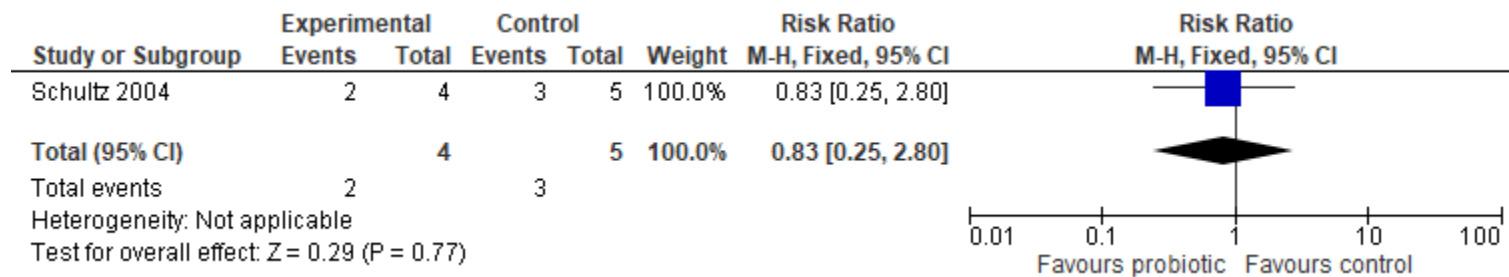 Experimental Control Risk Ratio Risk Ratio
Study or Subgroup Events Total Events Total Weight M-H, Fixed, 95% CI M-H, Fixed, 95% CI
Schultz 2004 2 4 3 5 100.0% 0.83 [0.25, 2.80]
Total (95% CI) 4 5 100.0% 0.83 [0.25, 2.80]
Total events 2 3
Heterogeneity: Not applicable
Test for overall effect: Z = 0.29 (P = 0.77)
0.01 0.1 1 10 100
Favours probiotic Favours control